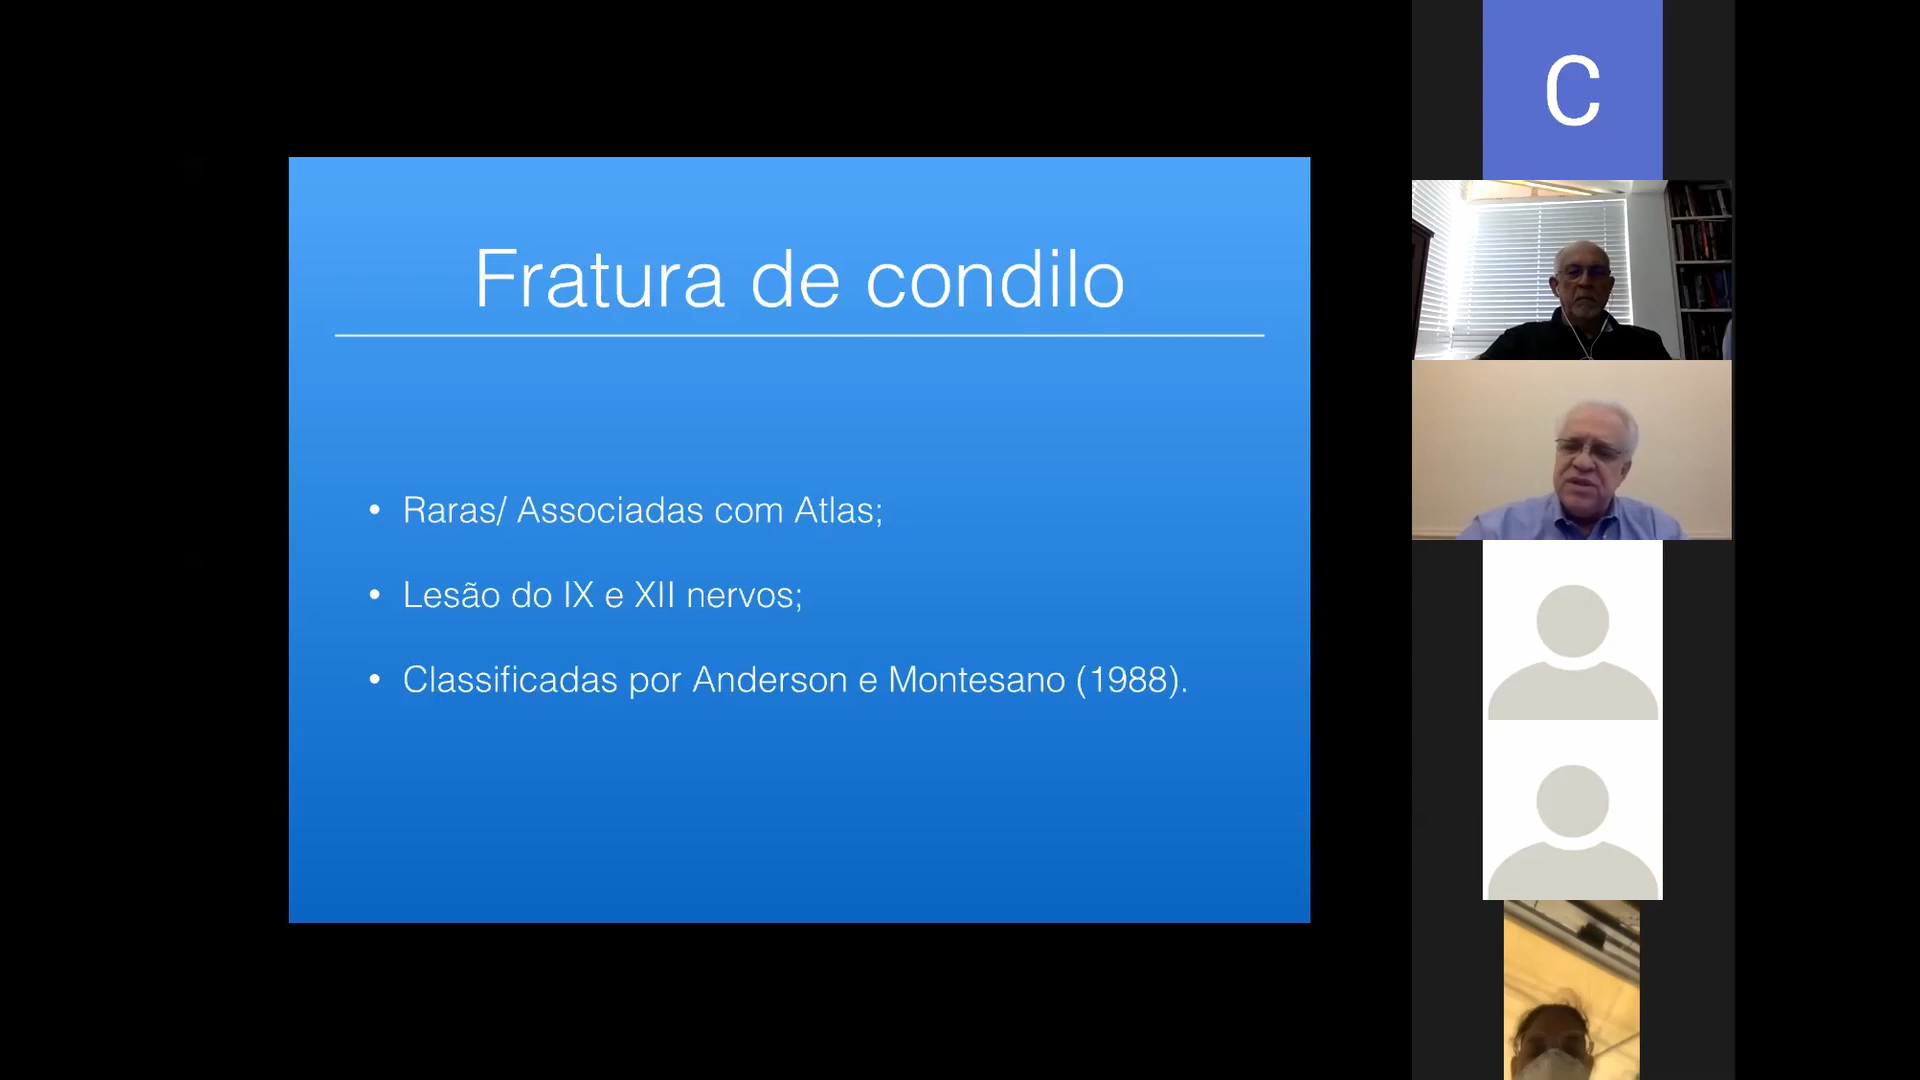 Fratura de condilo
• Raras/ Associadas com Atlas;
• Lesão do IX e XII nervos;
• Classificadas por Anderson e Montesano (1988).
C